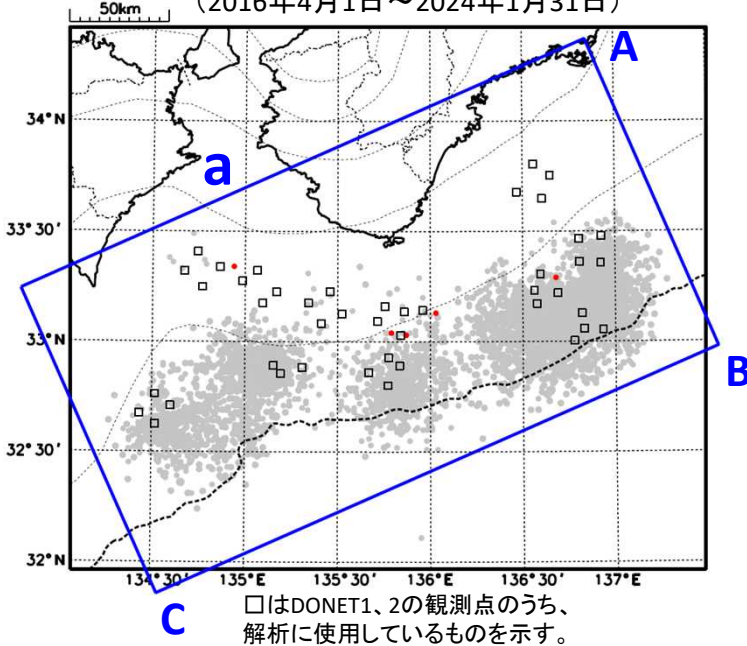 50km
（2016年4月1日～2024年1月31日）
A
34°N
a
33°30′
33°N
B
32°30′
32°N
134°30′ 135°E 135°30′ 136°E 136°30′ 137°E
C
□はDONET1、2の観測点のうち、
解析に使用しているものを示す。